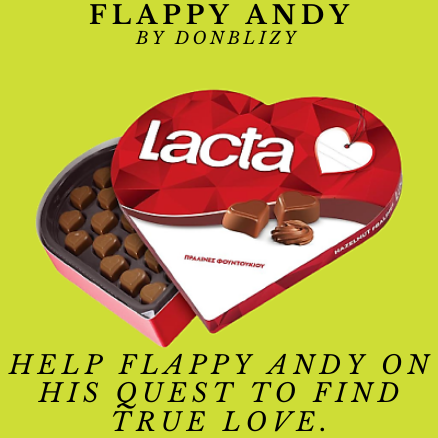 FLAPPY ANDY
BY DONBLIZY
Lacta
ΠΡΑΛΙΝΕΣ ΦΟΥΝΤΟΥΚΙΟΥ
HAZELNUT PRALINES
HELP FLAPPY ANDY ON
HIS QUEST TO FIND
TRUE LOVE.